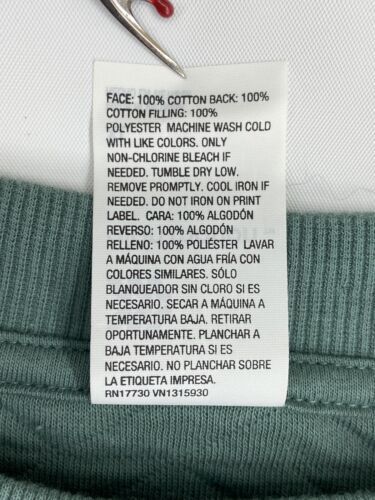 FACE: 100% COTTON BACK: 100%
COTTON FILLING: 100%
POLYESTER MACHINE WASH COLD
WITH LIKE COLORS. ONLY
NON-CHLORINE BLEACH IF
NEEDED. TUMBLE DRY LOW.
REMOVE PROMPTLY. COOL IRON IF
NEEDED. DO NOT IRON ON PRINT
LABEL. CARA: 100% ALGODÓN
REVERSO: 100% ALGODÓN
RELLENO: 100% POLIÉSTER LAVAR
A MÁQUINA CON AGUA FRÍA CON
COLORES SIMILARES. SÓLO
BLANQUEADOR SIN CLORO SI ES
NECESARIO. SECAR A MÁQUINA A
TEMPERATURA BAJA. RETIRAR
OPORTUNAMENTE. PLANCHAR A
BAJA TEMPERATURA SI ES
NECESARIO. NO PLANCHAR SOBRE
LA ETIQUETA IMPRESA.
RN17730 VN1315930